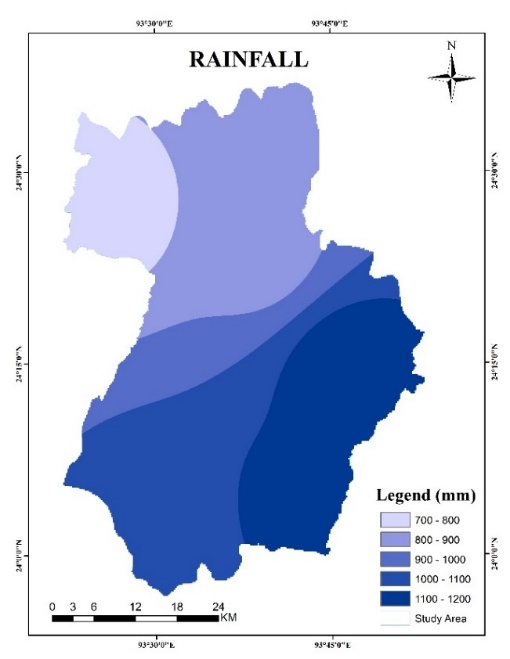 93°30'0"E 93°45'0"E
RAINFALL
N
24°30'0"N 24°30'0"N
24°15'0"N 24°15'0"N
24°0'0"N 24°0'0"N
Legend (mm)
700 - 800
800 - 900
900 - 1000
1000 - 1100
1100 - 1200
Study Area
0 3 6 12 18 24
KM
93°30'0"E 93°45'0"E